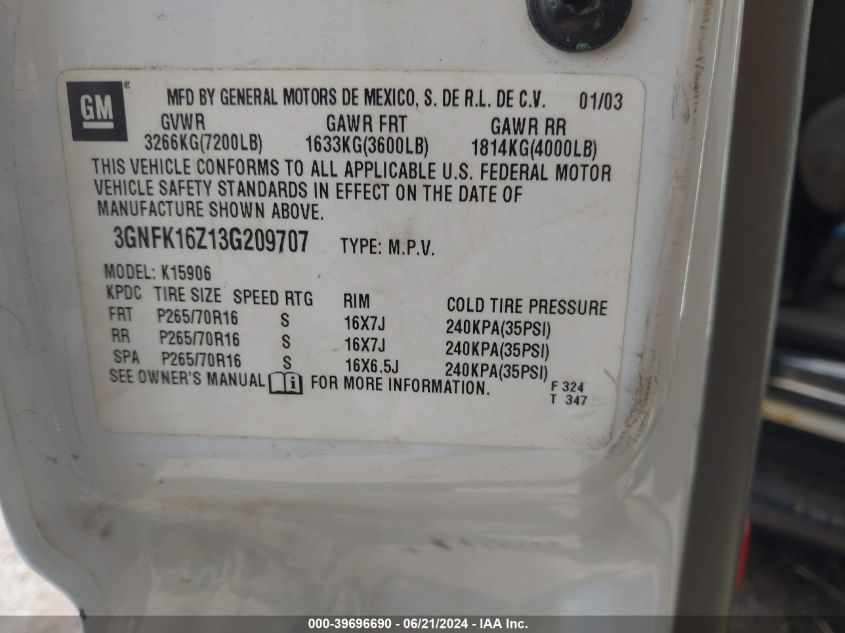 GM ® MFD BY GENERAL MOTORS DE MEXICO, S. DE R.L. DE C.V. 01/03
GVWR GAWR FRT GAWR RR
3266KG(7200LB) 1633KG(3600LB) 1814KG(4000LB)
THIS VEHICLE CONFORMS TO ALL APPLICABLE U.S. FEDERAL MOTOR
VEHICLE SAFETY STANDARDS IN EFFECT ON THE DATE OF
MANUFACTURE SHOWN ABOVE.
3GNFK16Z13G209707 TYPE: M.P.V.
MODEL: K15906
KPDC TIRE SIZE SPEED RTG RIM COLD TIRE PRESSURE
FRT P265/70R16 S 16X7J 240KPA(35PSI)
RR P265/70R16 S 16X7J 240KPA(35PSI)
SPA P265/70R16 S 16X6.5J 240KPA(35PSI)
SEE OWNER'S MANUAL FOR MORE INFORMATION. F 324
T 347
000-39696690 - 06/21/2024 - IAA Inc.